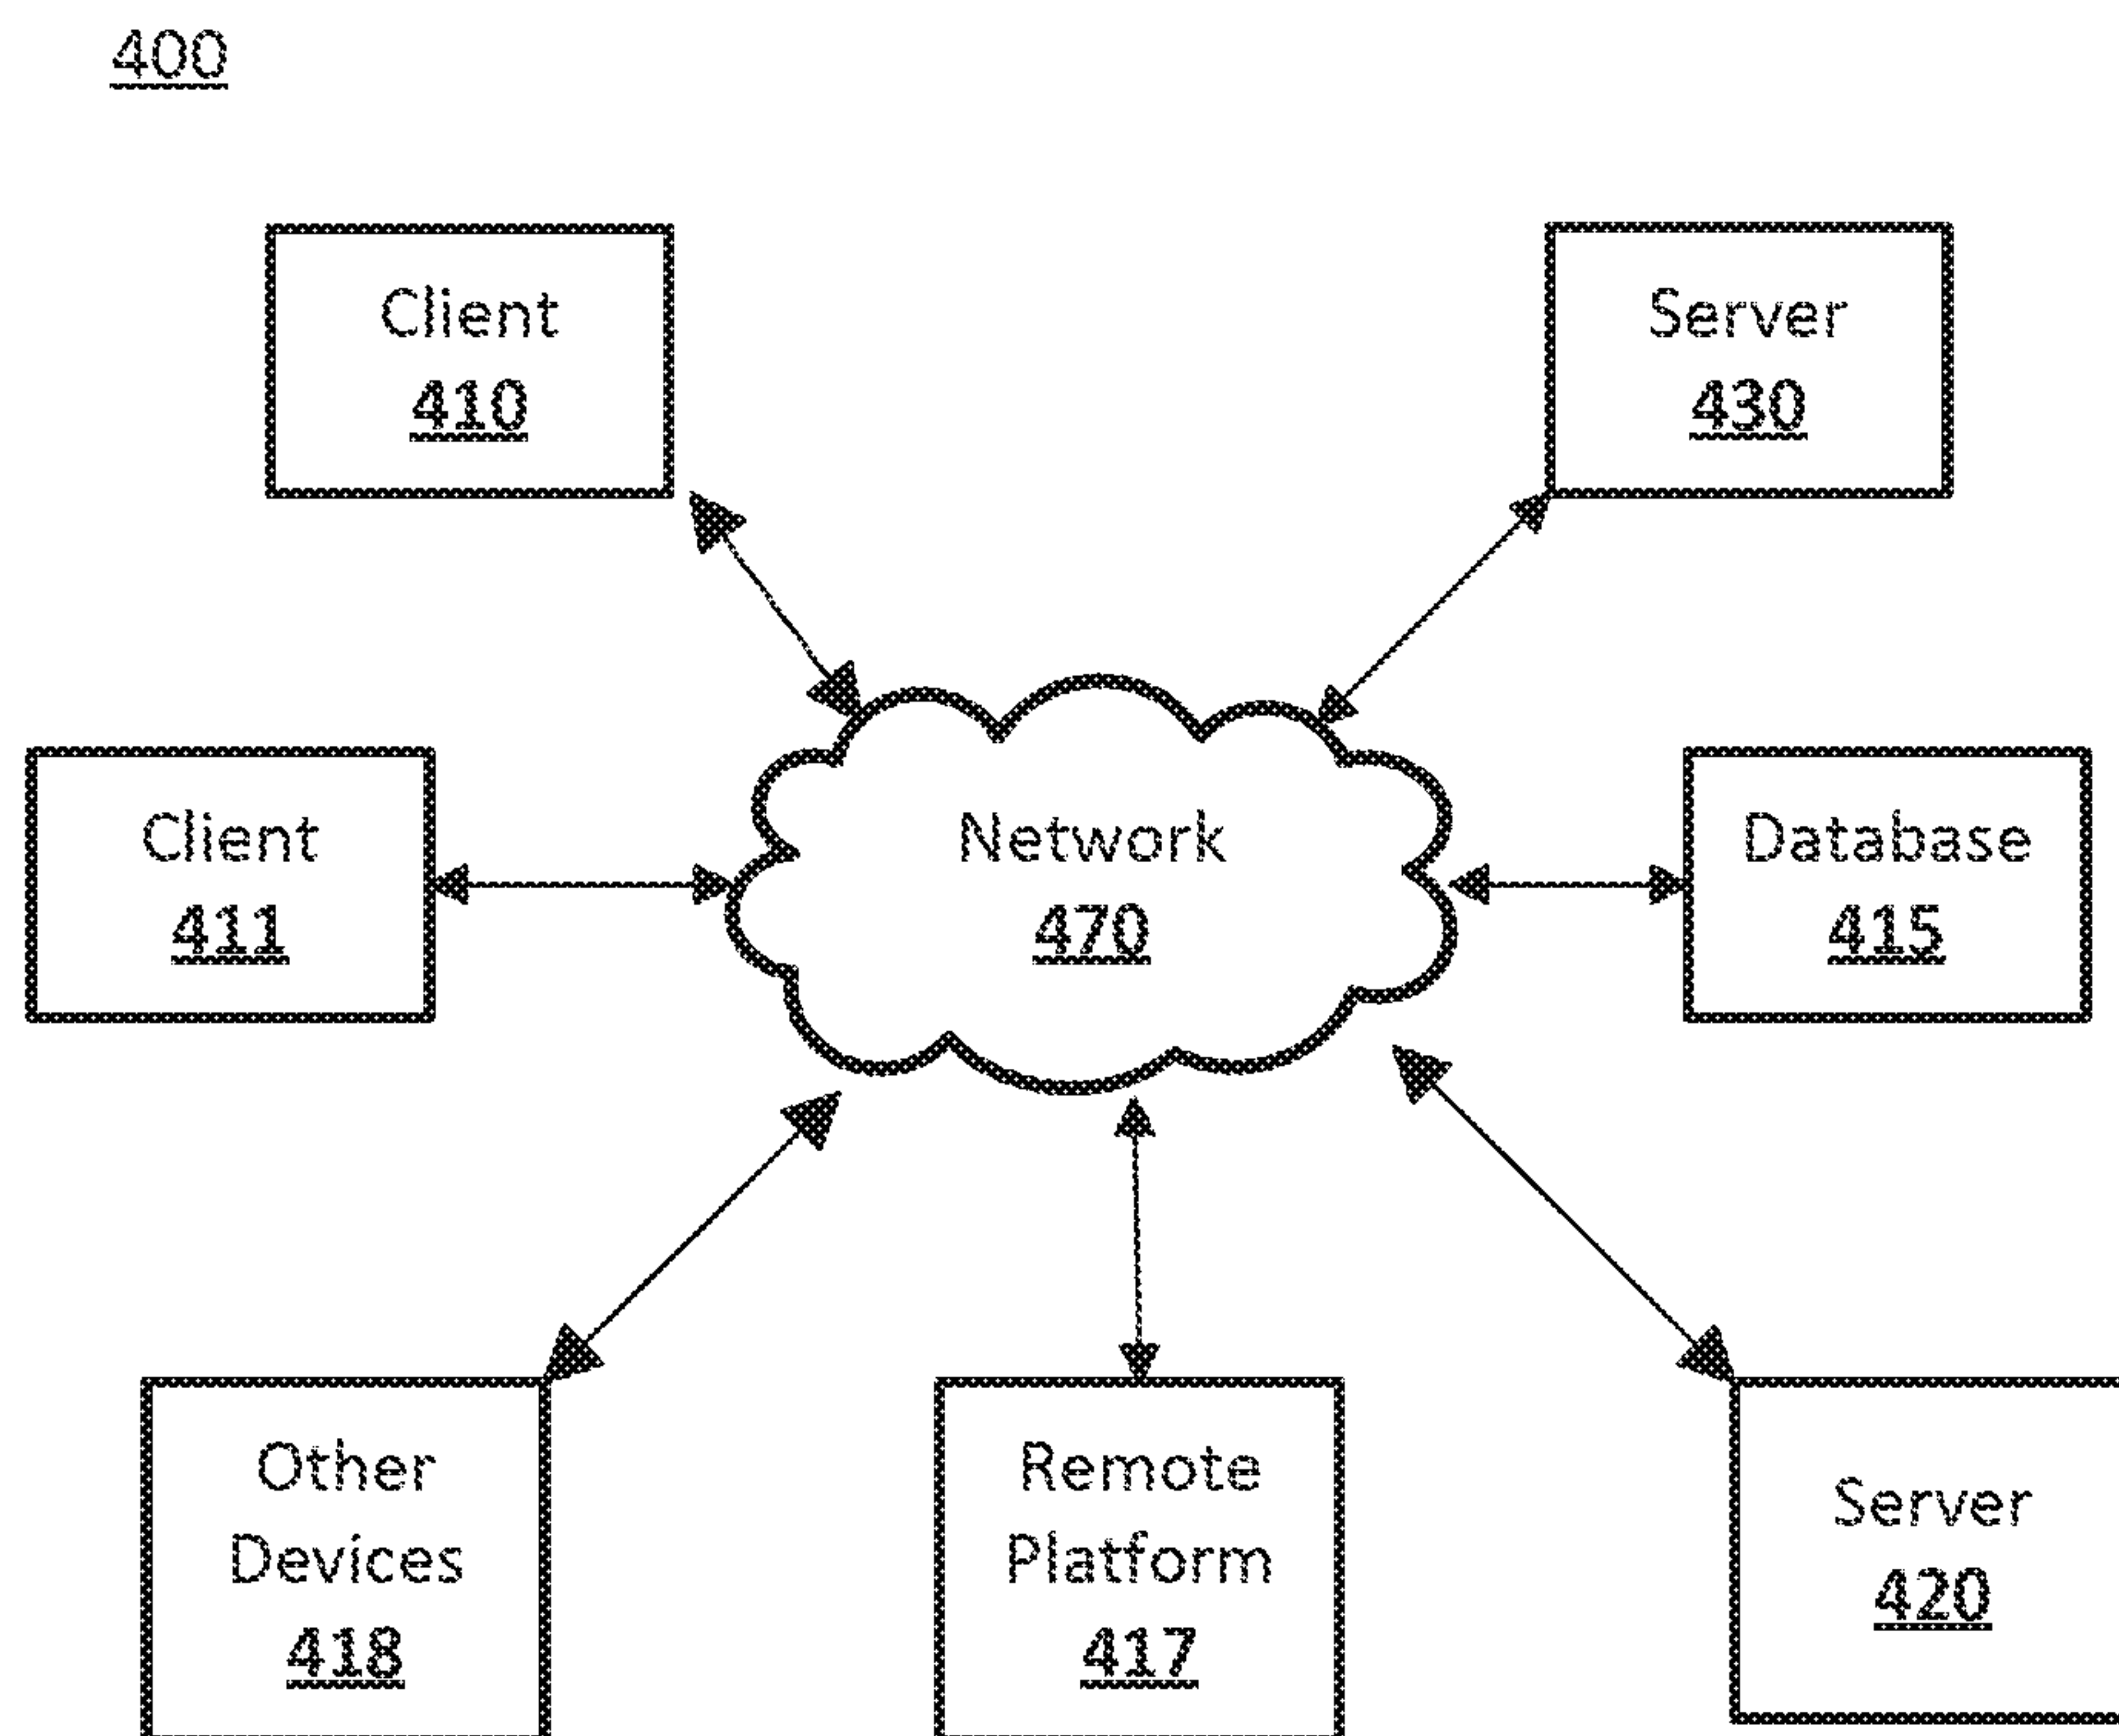 400
Client
410
Server
430
Client
411
Network
470
Database
415
Other
Devices
418
Remote
Platform
417
Server
420